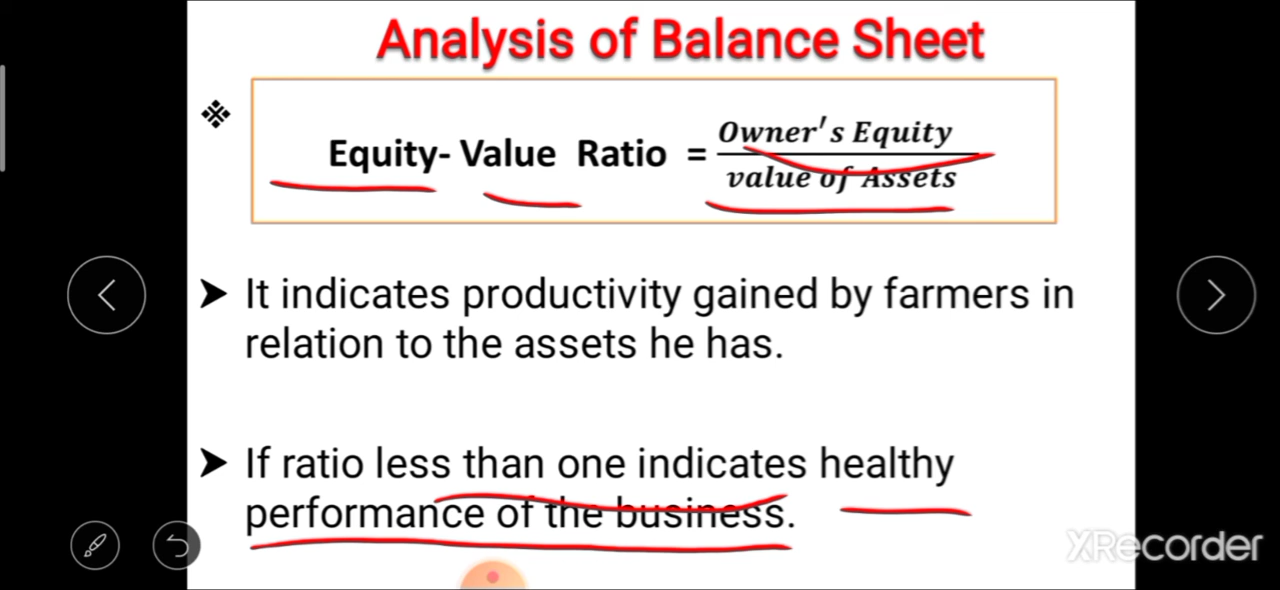 Analysis of Balance Sheet
Equity- Value Ratio = Owner's Equity
value of Assets
➤ It indicates productivity gained by farmers in
relation to the assets he has.
➤ If ratio less than one indicates healthy
performance of the business.
XRecorder